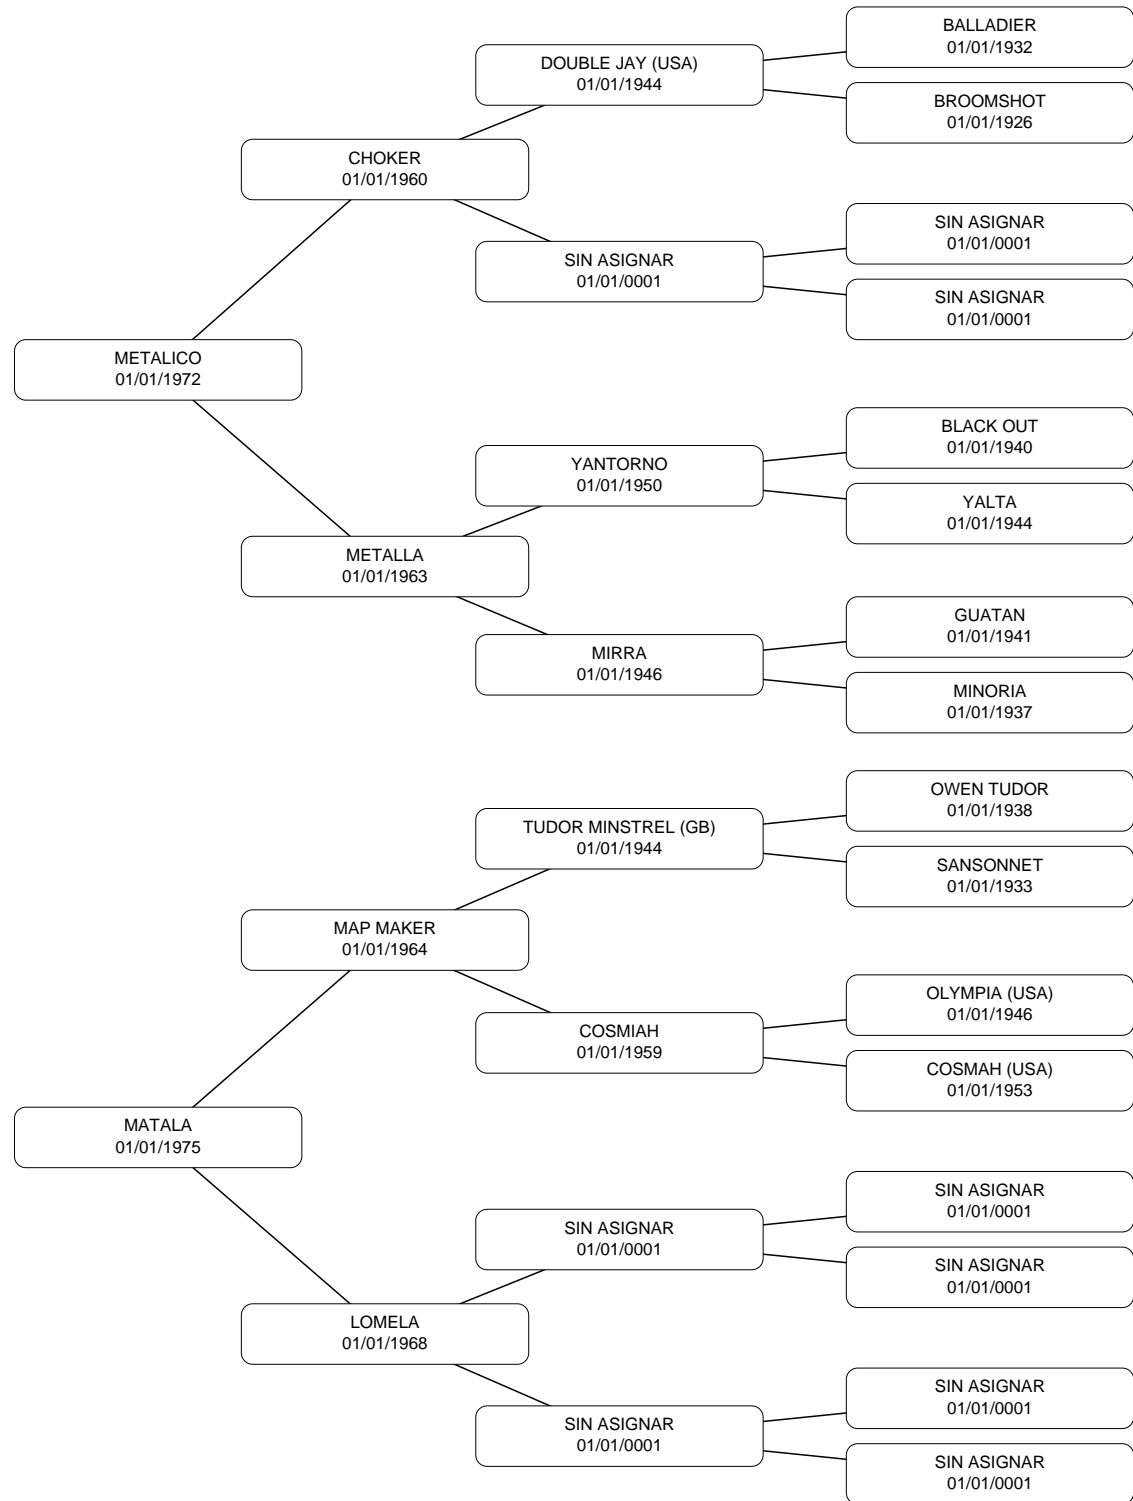 BALLADIER
01/01/1932
DOUBLE JAY (USA)
01/01/1944
BROOMSHOT
01/01/1926
CHOKER
01/01/1960
SIN ASIGNAR
01/01/0001
SIN ASIGNAR
01/01/0001
SIN ASIGNAR
01/01/0001
METALICO
01/01/1972
BLACK OUT
01/01/1940
YANTORNO
01/01/1950
YALTA
01/01/1944
METALLA
01/01/1963
GUATAN
01/01/1941
MIRRA
01/01/1946
MINORIA
01/01/1937
OWEN TUDOR
01/01/1938
TUDOR MINSTREL (GB)
01/01/1944
SANSONNET
01/01/1933
MAP MAKER
01/01/1964
OLYMPIA (USA)
01/01/1946
COSMIAH
01/01/1959
COSMAH (USA)
01/01/1953
MATALA
01/01/1975
SIN ASIGNAR
01/01/0001
SIN ASIGNAR
01/01/0001
SIN ASIGNAR
01/01/0001
LOMELA
01/01/1968
SIN ASIGNAR
01/01/0001
SIN ASIGNAR
01/01/0001
SIN ASIGNAR
01/01/0001